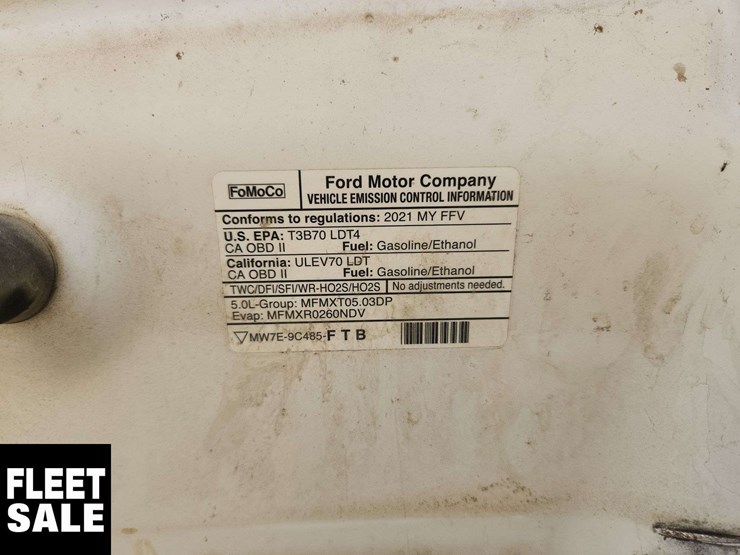 FoMoCo
Ford Motor Company
VEHICLE EMISSION CONTROL INFORMATION
Conforms to regulations: 2021 MY FFV
U.S. EPA: T3B70 LDT4
CA OBD II Fuel: Gasoline/Ethanol
California: ULEV70 LDT
CA OBD II Fuel: Gasoline/Ethanol
TWC/DFI/SFI/WR-HO2S/HO2S No adjustments needed.
5.0L-Group: MFMXT05.03DP
Evap: MFMXR0260NDV
MW7E-9C485-FTB
FLEET
SALE